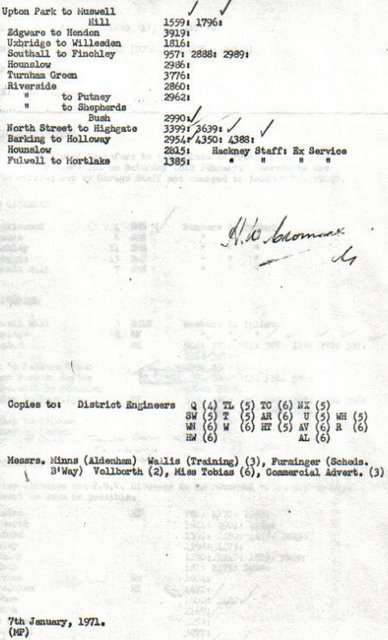 Upton Park to Muswell
Hill 1559: 1796:
Edgware to Hendon 3919:
Uxbridge to Willesden 1816:
Southall to Finchley 957: 2888: 2989:
Hounslow 2986:
Turnham Green 3776:
Riverside 2860:
" to Putney 2962:
" to Shepherds
Bush 2990:
North Street to Highgate 3399: 3639:
Barking to Holloway 2954: 4350: 4388:
Hounslow 2815: Hackney Staff: Ex Service
Fulwell to Mortlake 1385: " " " "
Copies to: District Engineers Q (4) TL (5) TC (6) NX (5)
SW (5) T (5) AR (6) U (5) WH (5)
WN (6) W (6) HT (5) AV (6) R (6)
HW (6) AL (6)
Messrs. Minns (Aldenham) Wallis (Training) (3), Furminger (Scheds.
B'Way) Vollborth (2), Miss Tobias (6), Commercial Advert. (3)
7th January, 1971.
(MP)